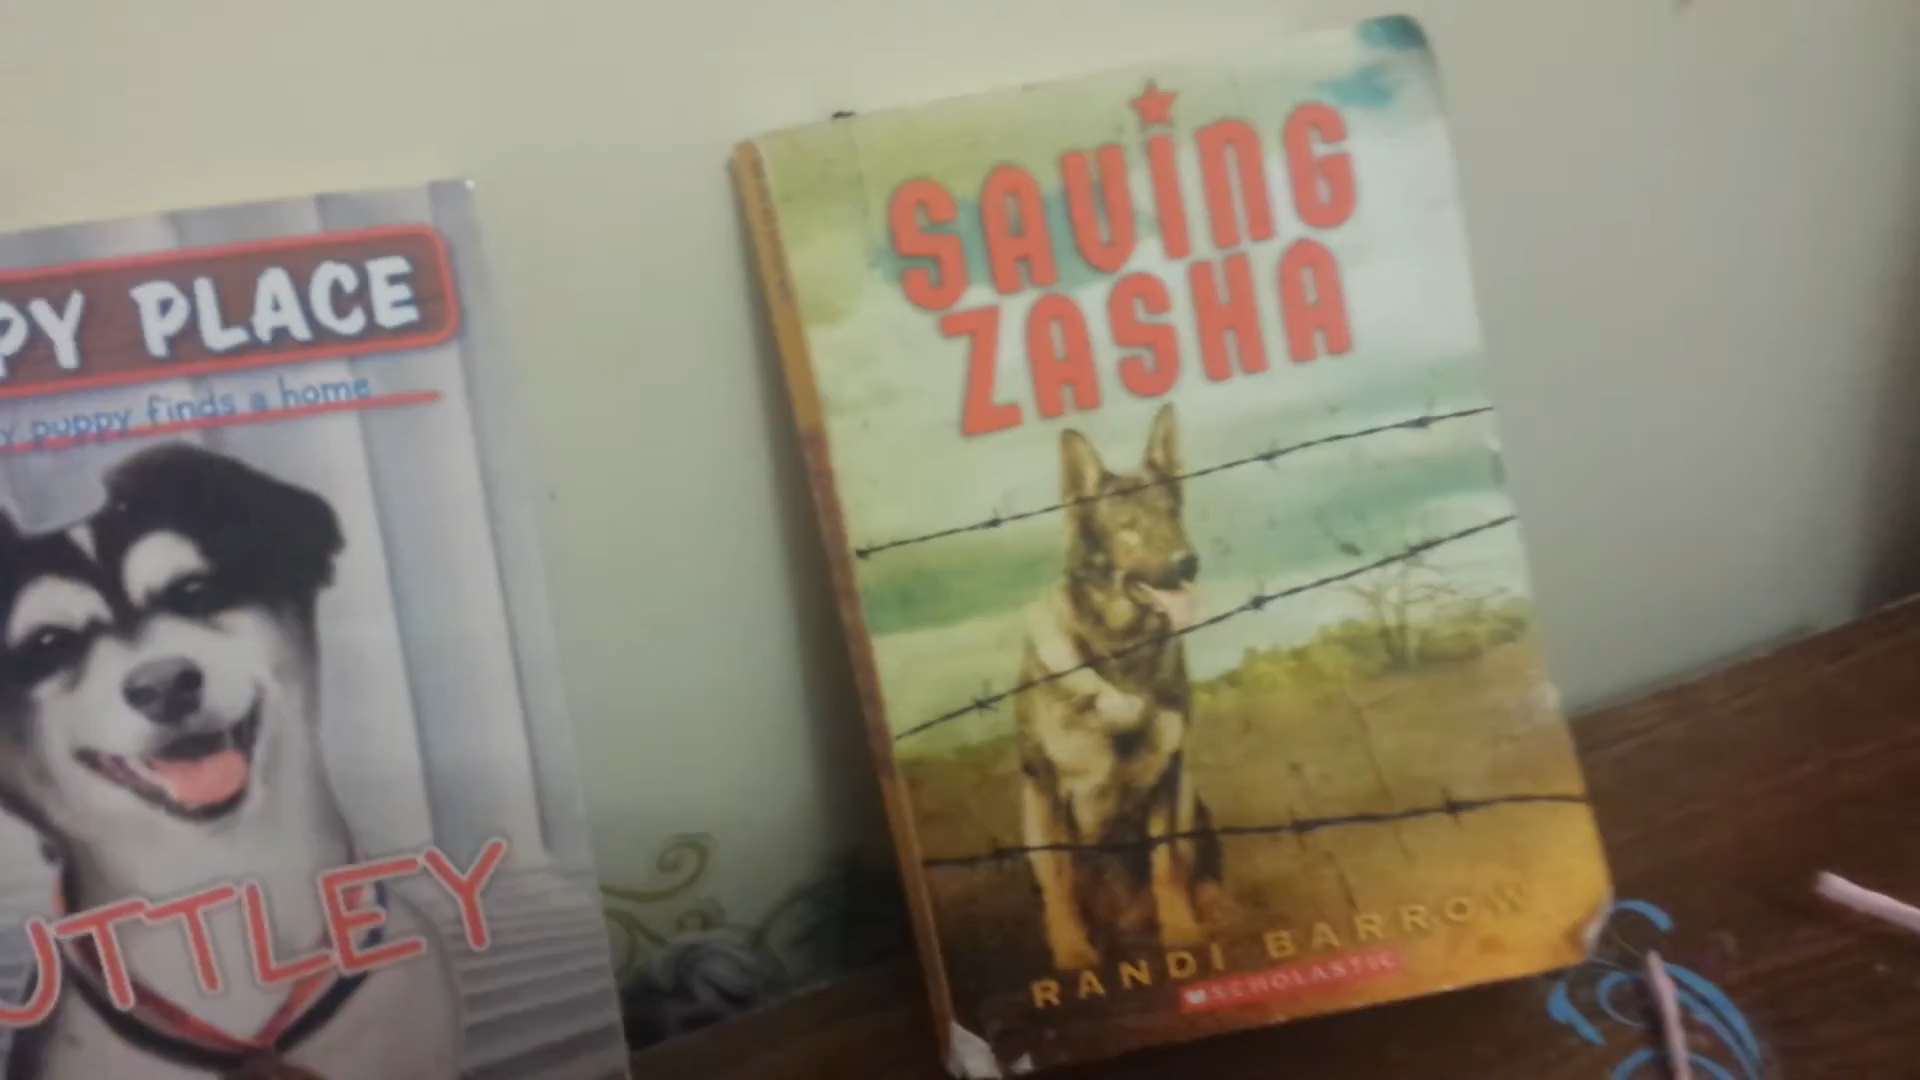 PY PLACE
puppy finds a home
UTTLEY
SAVING
ZASHA
RANDI BARROW
SCHOLASTIC